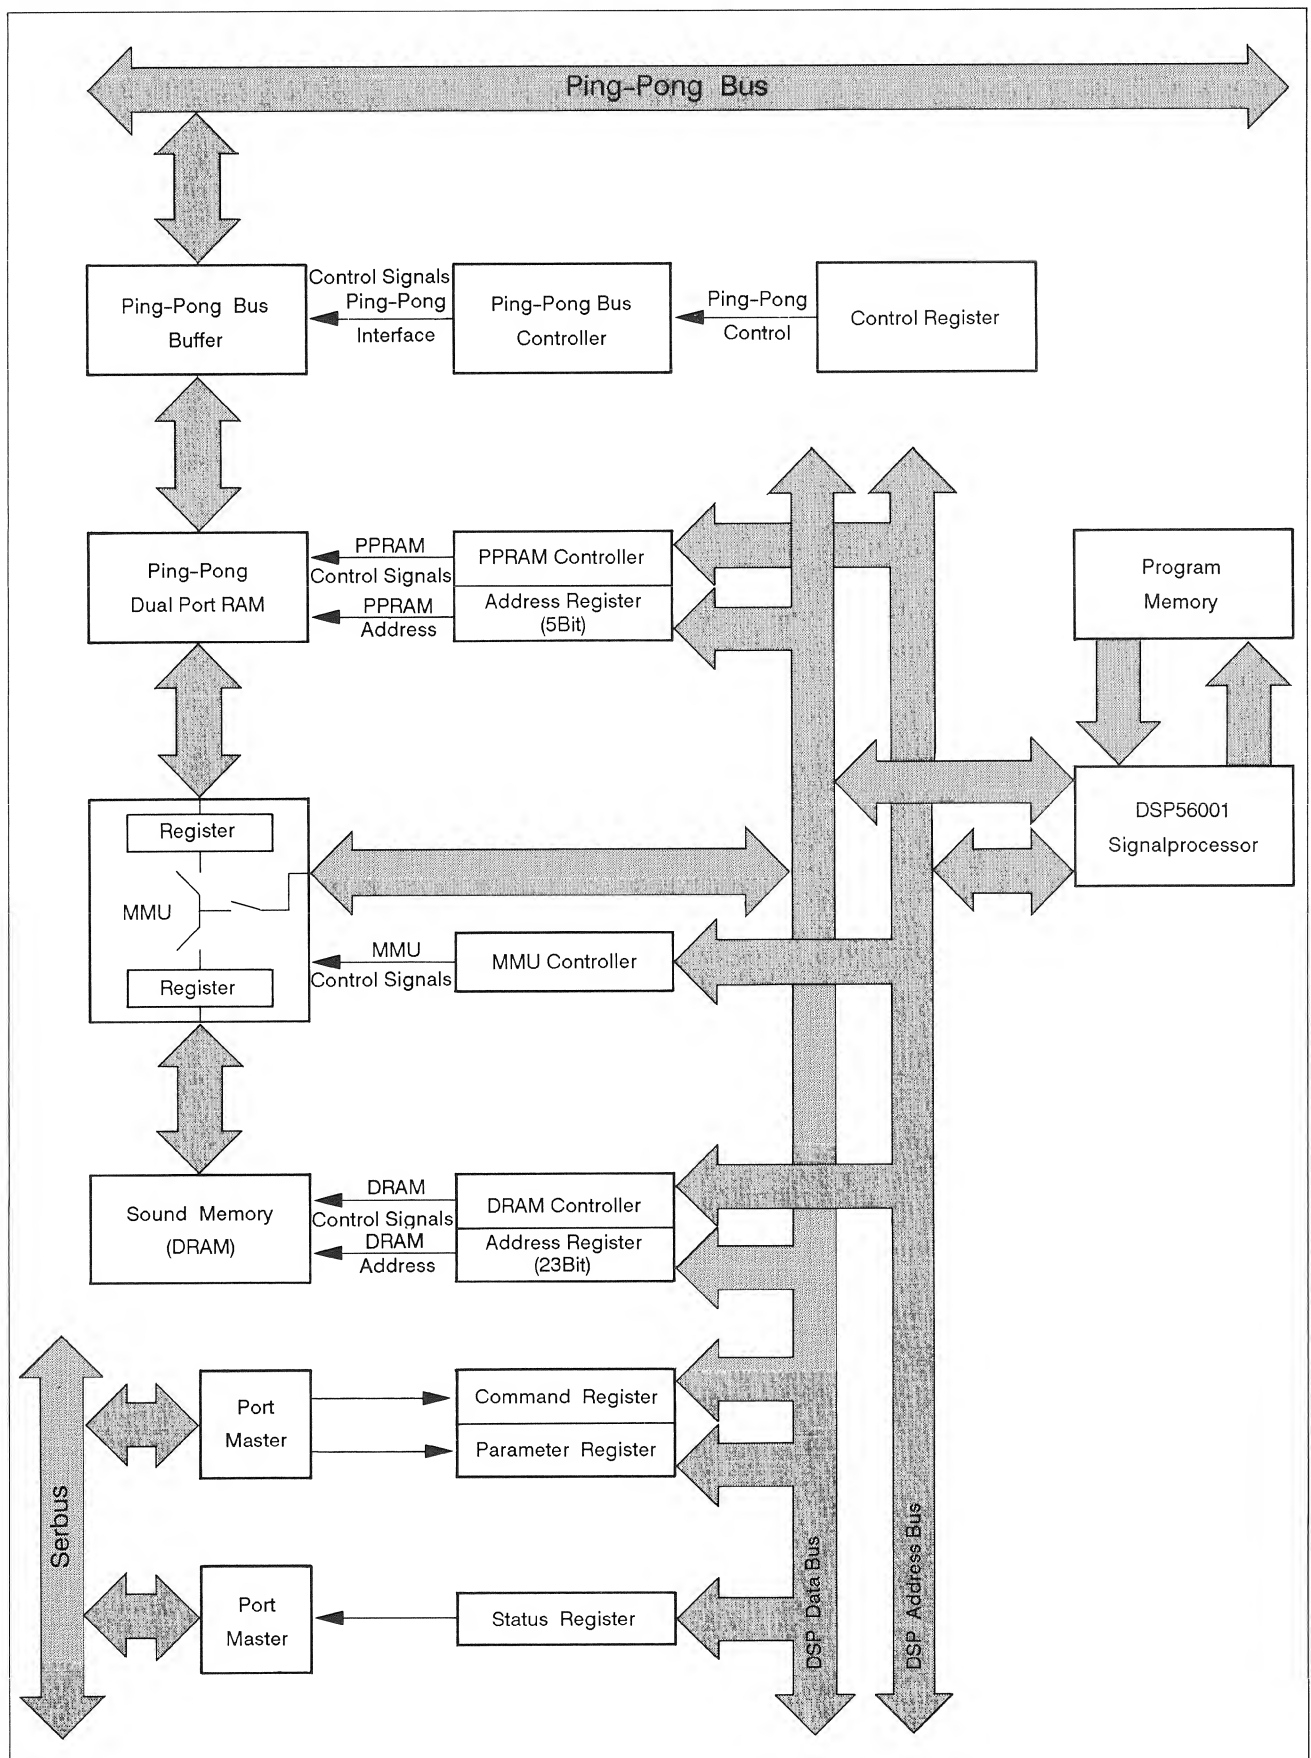 Ping-Pong Bus
Ping-Pong Bus
Buffer
Control Signals
Ping-Pong
Interface
Ping-Pong Bus
Controller
Ping-Pong
Control
Control Register
Ping-Pong
Dual Port RAM
PPRAM
Control Signals
PPRAM
Address
PPRAM Controller
Address Register
(5Bit)
Program
Memory
DSP56001
Signalprocessor
Register
MMU
Register
MMU
Control Signals
MMU Controller
Sound Memory
(DRAM)
DRAM
Control Signals
DRAM
Address
DRAM Controller
Address Register
(23Bit)
Serbus
Port
Master
Command Register
Parameter Register
Port
Master
Status Register
DSP Data Bus
DSP Address Bus